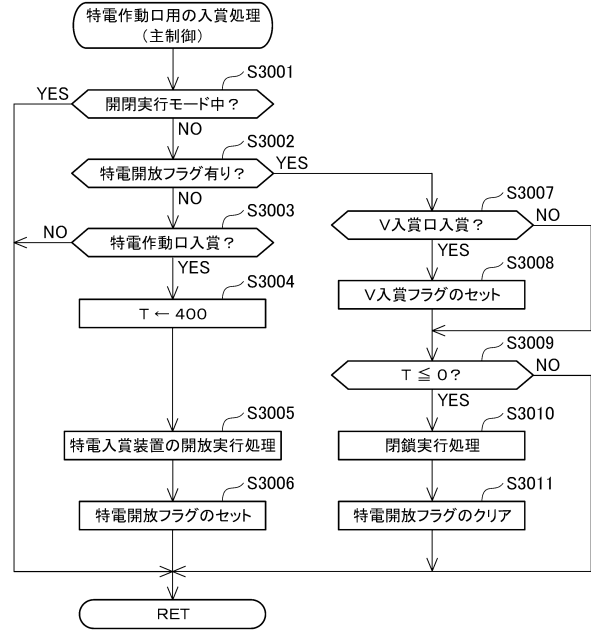 特電作動口用の入賞処理
（主制御）
S3001
開閉実行モード中？
YES
NO
S3002
特電開放フラグ有り？
YES
NO
S3003
特電作動口入賞？
NO
YES
S3004
T ← 400
S3005
特電入賞装置の開放実行処理
S3006
特電開放フラグのセット
S3007
V入賞口入賞？
NO
YES
S3008
V入賞フラグのセット
S3009
T ≦ 0？
NO
YES
S3010
閉鎖実行処理
S3011
特電開放フラグのクリア
RET